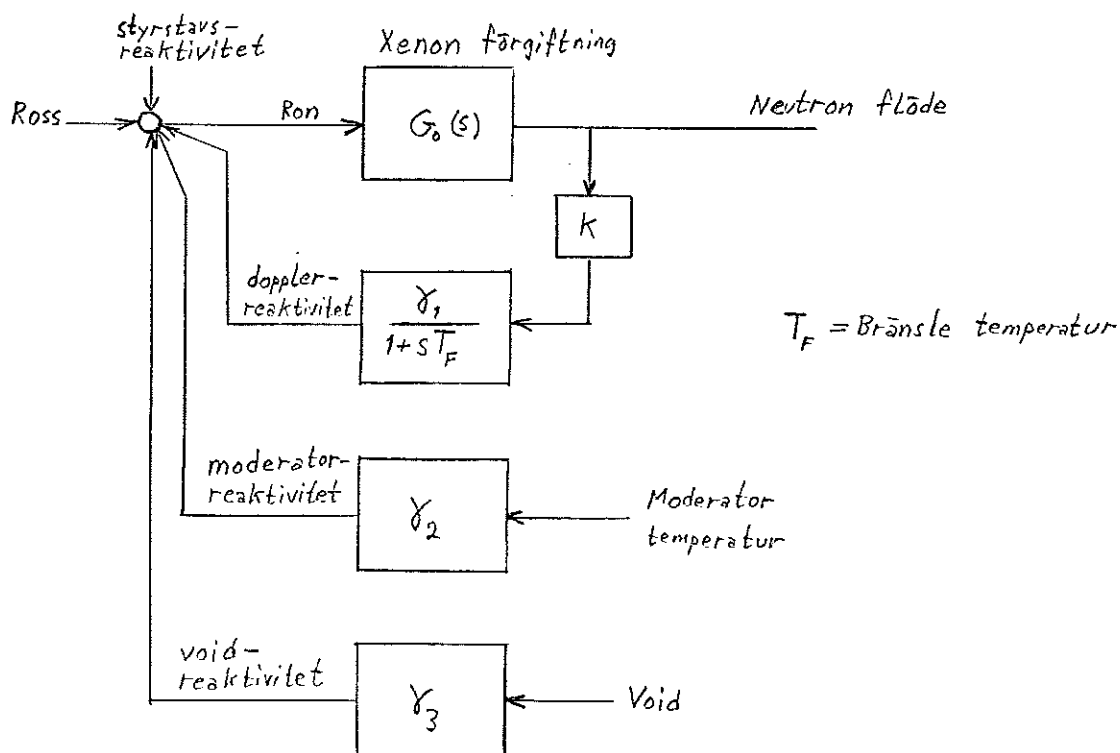 styrstavs-
reaktivitet
Xenon förgiftning
Ross
Ron
G₀(s)
Neutron flöde
K
doppler-
reaktivitet
γ₁
1+sT_F
T_F = Bränsle temperatur
moderator-
reaktivitet
γ₂
Moderator
temperatur
void-
reaktivitet
γ₃
Void